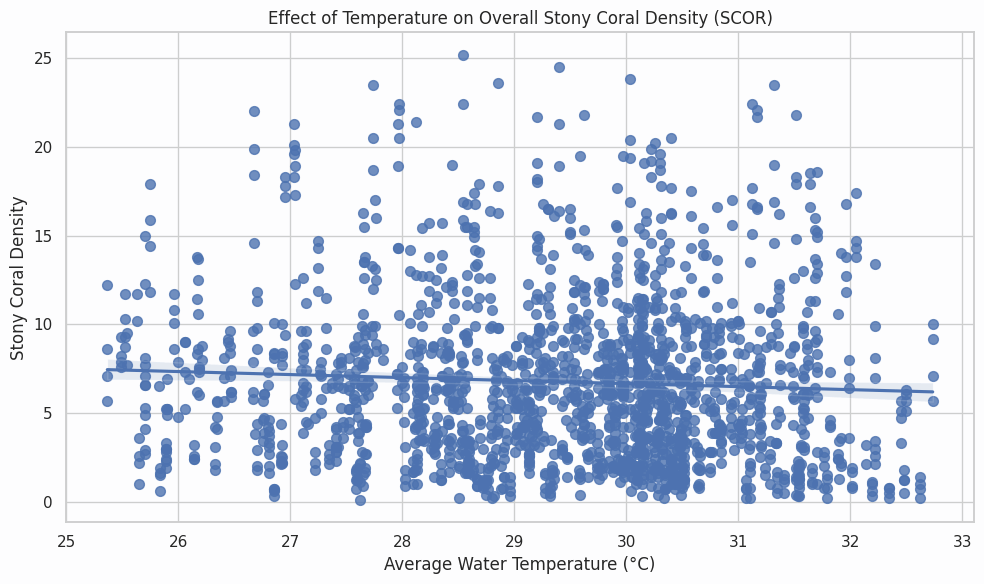 Effect of Temperature on Overall Stony Coral Density (SCOR)
Stony Coral Density
25
20
15
10
5
0
25 26 27 28 29 30 31 32 33
Average Water Temperature (°C)